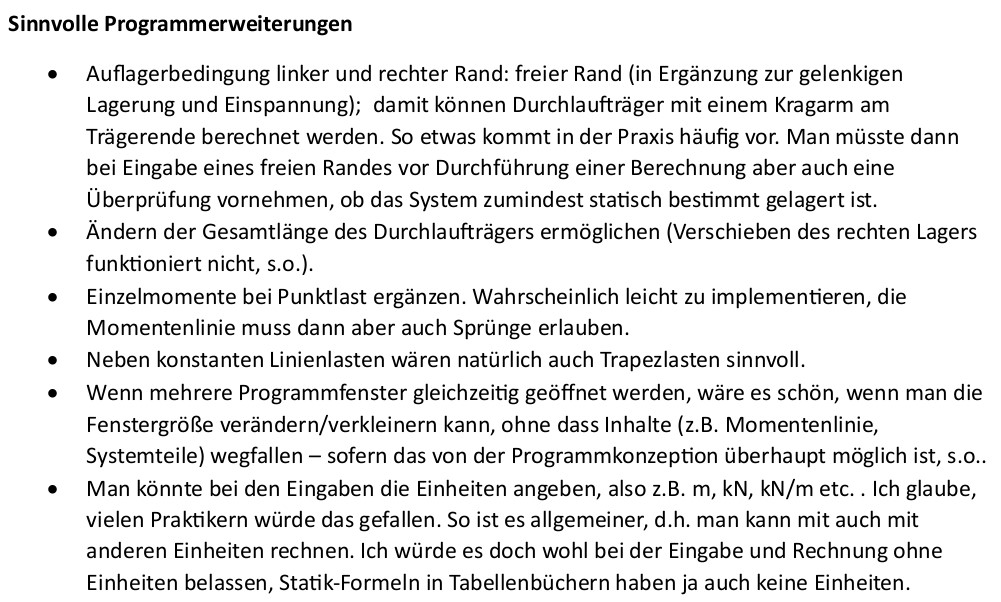 Sinnvolle Programmerweiterungen
• Auflagerbedingung linker und rechter Rand: freier Rand (in Ergänzung zur gelenkigen
Lagerung und Einspannung);  damit können Durchlaufträger mit einem Kragarm am
Trägerende berechnet werden. So etwas kommt in der Praxis häufig vor. Man müsste dann
bei Eingabe eines freien Randes vor Durchführung einer Berechnung aber auch eine
Überprüfung vornehmen, ob das System zumindest statisch bestimmt gelagert ist.
• Ändern der Gesamtlänge des Durchlaufträgers ermöglichen (Verschieben des rechten Lagers
funktioniert nicht, s.o.).
• Einzelmomente bei Punktlast ergänzen. Wahrscheinlich leicht zu implementieren, die
Momentenlinie muss dann aber auch Sprünge erlauben.
• Neben konstanten Linienlasten wären natürlich auch Trapezlasten sinnvoll.
• Wenn mehrere Programmfenster gleichzeitig geöffnet werden, wäre es schön, wenn man die
Fenstergröße verändern/verkleinern kann, ohne dass Inhalte (z.B. Momentenlinie,
Systemteile) wegfallen – sofern das von der Programmkonzeption überhaupt möglich ist, s.o..
• Man könnte bei den Eingaben die Einheiten angeben, also z.B. m, kN, kN/m etc. . Ich glaube,
vielen Praktikern würde das gefallen. So ist es allgemeiner, d.h. man kann mit auch mit
anderen Einheiten rechnen. Ich würde es doch wohl bei der Eingabe und Rechnung ohne
Einheiten belassen, Statik-Formeln in Tabellenbüchern haben ja auch keine Einheiten.